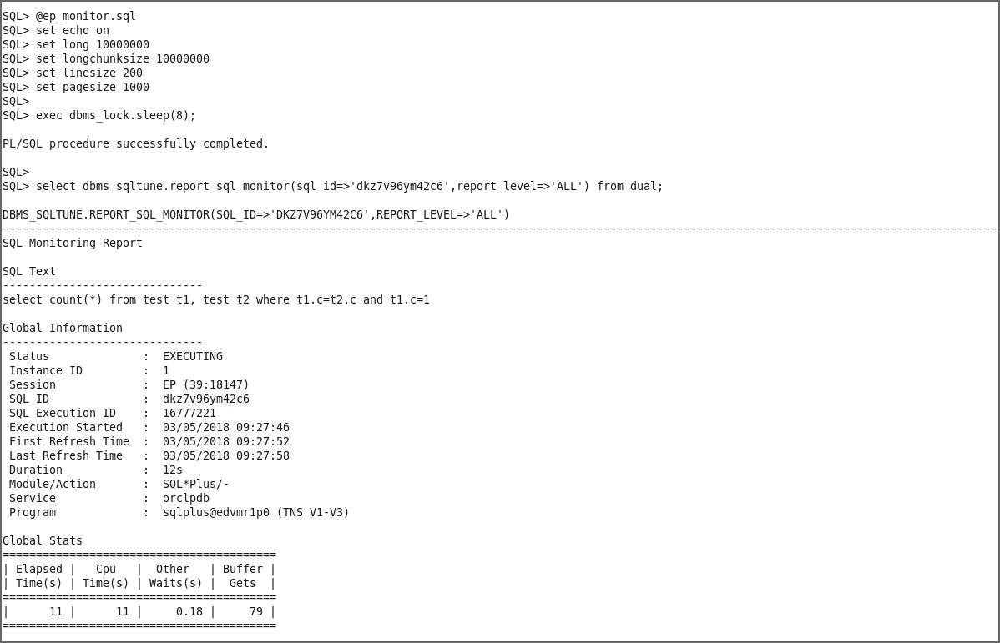 SQL> @ep_monitor.sql
SQL> set echo on
SQL> set long 10000000
SQL> set longchunksize 10000000
SQL> set linesize 200
SQL> set pagesize 1000
SQL>
SQL> exec dbms_lock.sleep(8);

PL/SQL procedure successfully completed.

SQL>
SQL> select dbms_sqltune.report_sql_monitor(sql_id=>'dkz7v96ym42c6',report_level=>'ALL') from dual;

DBMS_SQLTUNE.REPORT_SQL_MONITOR(SQL_ID=>'DKZ7V96YM42C6',REPORT_LEVEL=>'ALL')
-----------------------------------------------------------------------------------------------------------------------------------------------------
SQL Monitoring Report

SQL Text
------------------------------
select count(*) from test t1, test t2 where t1.c=t2.c and t1.c=1

Global Information
------------------------------
 Status              :  EXECUTING
 Instance ID         :  1
 Session             :  EP (39:18147)
 SQL ID              :  dkz7v96ym42c6
 SQL Execution ID    :  16777221
 Execution Started   :  03/05/2018 09:27:46
 First Refresh Time  :  03/05/2018 09:27:52
 Last Refresh Time   :  03/05/2018 09:27:58
 Duration            :  12s
 Module/Action       :  SQL*Plus/-
 Service             :  orclpdb
 Program             :  sqlplus@edvmr1p0 (TNS V1-V3)

Global Stats
=========================================
| Elapsed |   Cpu   |  Other   | Buffer |
| Time(s) | Time(s) | Waits(s) |  Gets  |
=========================================
|      11 |      11 |     0.18 |     79 |
=========================================